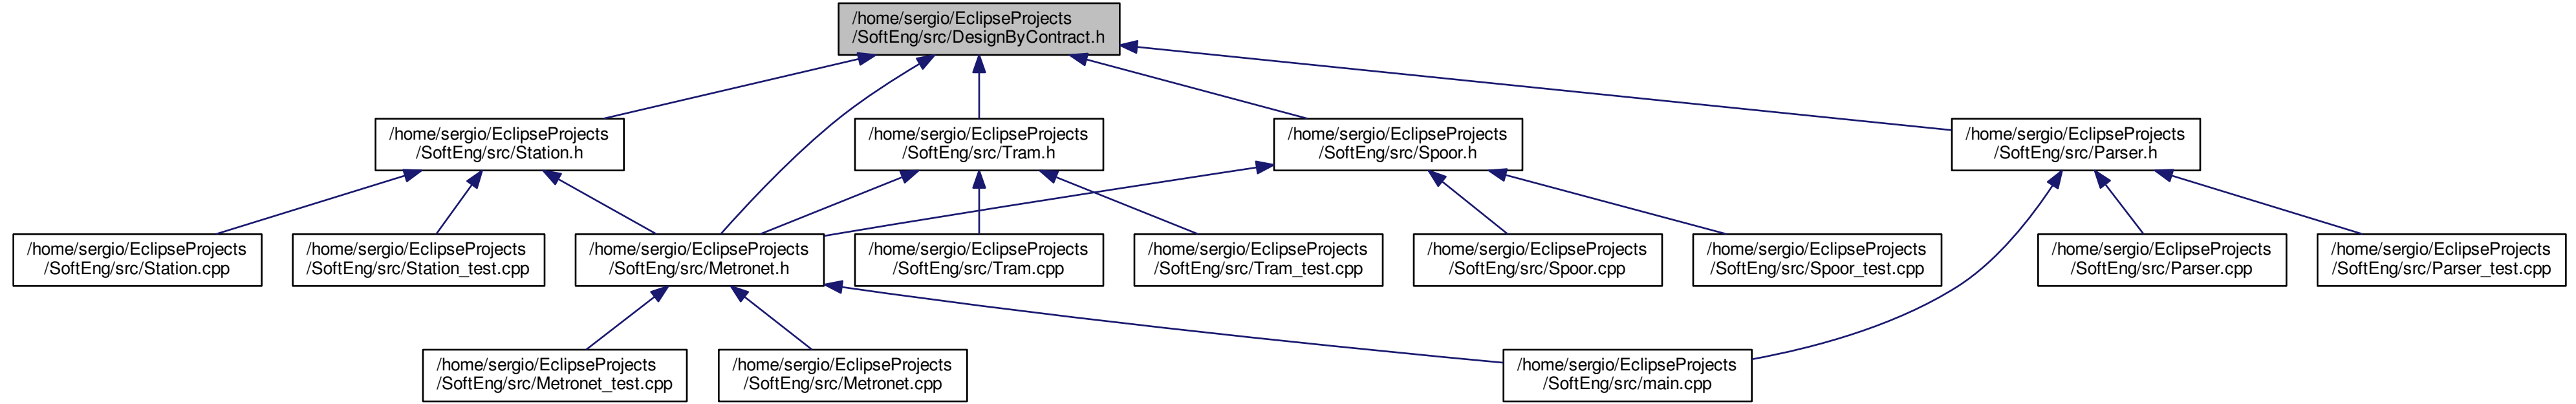 /home/sergio/EclipseProjects
/SoftEng/src/DesignByContract.h
/home/sergio/EclipseProjects
/SoftEng/src/Station.h
/home/sergio/EclipseProjects
/SoftEng/src/Tram.h
/home/sergio/EclipseProjects
/SoftEng/src/Spoor.h
/home/sergio/EclipseProjects
/SoftEng/src/Parser.h
/home/sergio/EclipseProjects
/SoftEng/src/Station.cpp
/home/sergio/EclipseProjects
/SoftEng/src/Station_test.cpp
/home/sergio/EclipseProjects
/SoftEng/src/Metronet.h
/home/sergio/EclipseProjects
/SoftEng/src/Tram.cpp
/home/sergio/EclipseProjects
/SoftEng/src/Tram_test.cpp
/home/sergio/EclipseProjects
/SoftEng/src/Spoor.cpp
/home/sergio/EclipseProjects
/SoftEng/src/Spoor_test.cpp
/home/sergio/EclipseProjects
/SoftEng/src/Parser.cpp
/home/sergio/EclipseProjects
/SoftEng/src/Parser_test.cpp
/home/sergio/EclipseProjects
/SoftEng/src/Metronet_test.cpp
/home/sergio/EclipseProjects
/SoftEng/src/Metronet.cpp
/home/sergio/EclipseProjects
/SoftEng/src/main.cpp